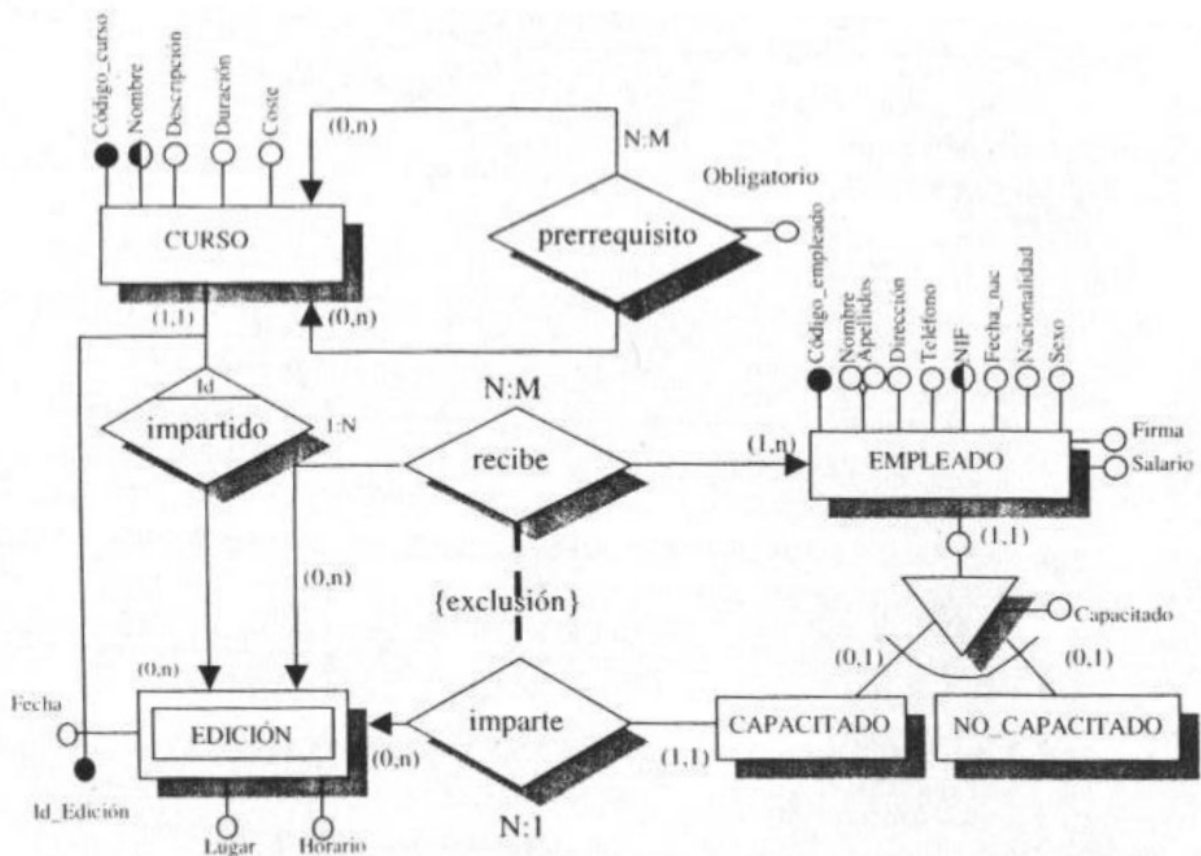 Código_curso
Nombre
Descripción
Duración
Coste
(0,n)
N:M
Obligatorio
CURSO
prerrequisito
(1,1)
(0,n)
Código_empleado
Nombre
Apellidos
Dirección
Teléfono
NIF
Fecha_nac
Nacionalidad
Sexo
Id
impartido
1:N
N:M
recibe
(1,n)
EMPLEADO
Firma
Salario
(1,1)
(0,n)
{exclusión}
Capacitado
(0,1)
(0,1)
(0,n)
Fecha
EDICIÓN
(0,n)
imparte
(1,1)
CAPACITADO
NO_CAPACITADO
Id_Edición
Lugar
Horario
N:1